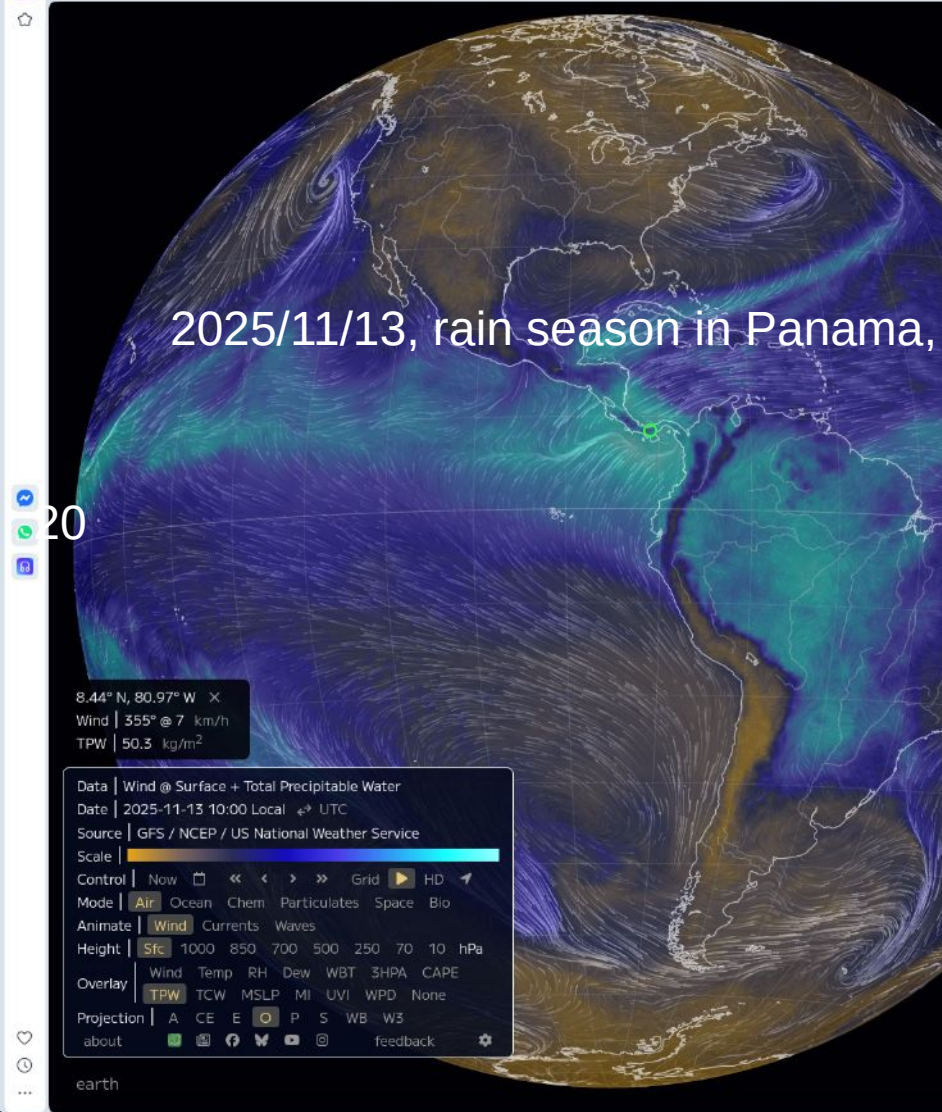 2025/11/13, rain season in Panama,
20
8.44° N, 80.97° W ×
Wind | 355° @ 7 km/h
TPW | 50.3 kg/m²
Data | Wind @ Surface + Total Precipitable Water
Date | 2025-11-13 10:00 Local ⇄ UTC
Source | GFS / NCEP / US National Weather Service
Scale |
Control | Now « ‹ › » Grid HD
Mode | Air Ocean Chem Particulates Space Bio
Animate | Wind Currents Waves
Height | Sfc 1000 850 700 500 250 70 10 hPa
Overlay | Wind Temp RH Dew WBT 3HPA CAPE
TPW TCW MSLP MI UVI WPD None
Projection | A CE E O P S WB W3
about feedback
earth